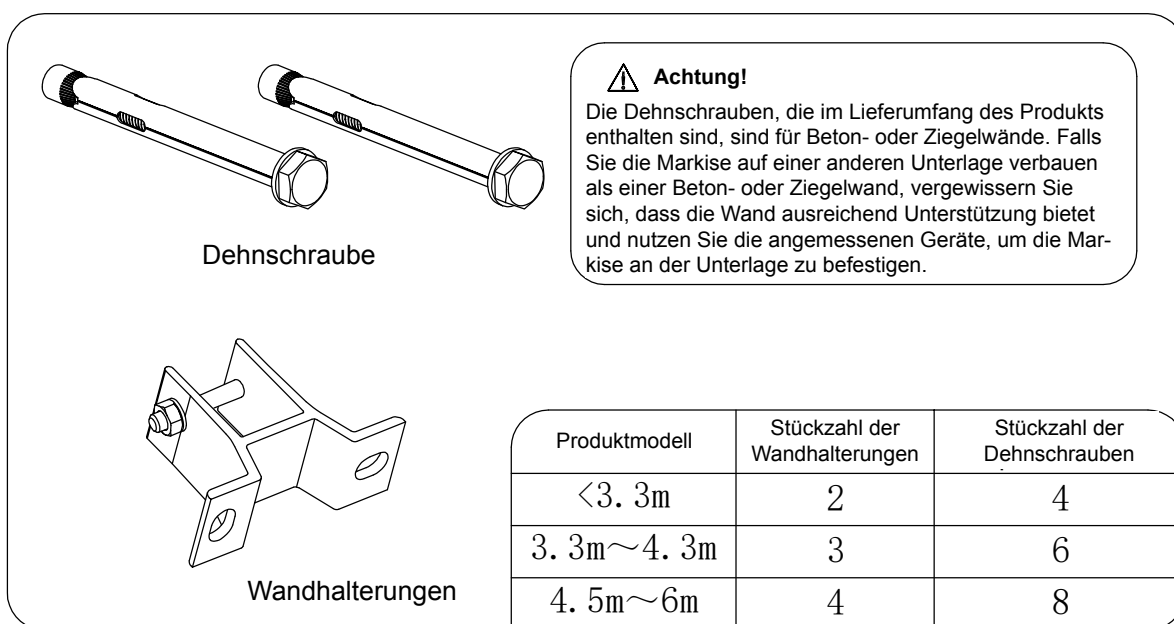 Achtung!
Die Dehnschrauben, die im Lieferumfang des Produkts
enthalten sind, sind für Beton- oder Ziegelwände. Falls
Sie die Markise auf einer anderen Unterlage verbauen
als einer Beton- oder Ziegelwand, vergewissern Sie
sich, dass die Wand ausreichend Unterstützung bietet
und nutzen Sie die angemessenen Geräte, um die Mar-
kise an der Unterlage zu befestigen.
Dehnschraube
Wandhalterungen
Produktmodell
Stückzahl der
Wandhalterungen
Stückzahl der
Dehnschrauben
<3.3m 2 4
3.3m～4.3m 3 6
4.5m～6m 4 8